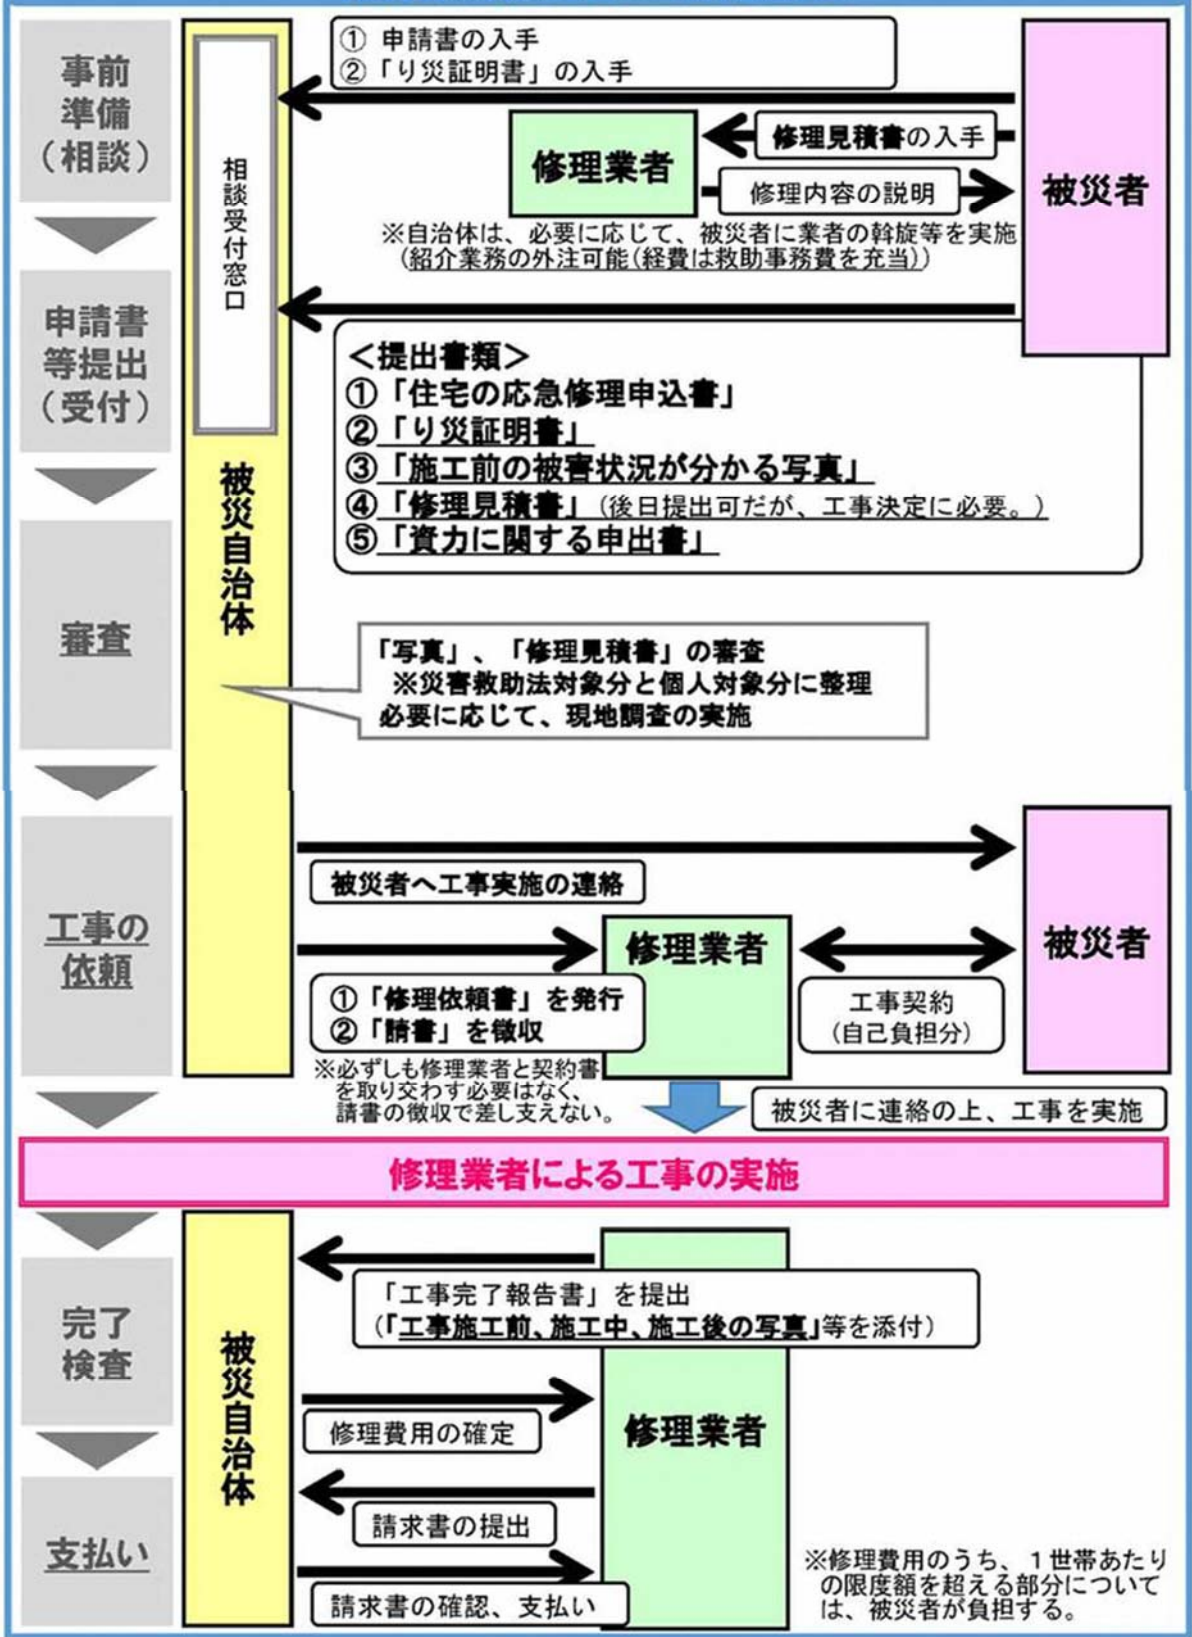 事前
準備
（相談）
① 申請書の入手
②「り災証明書」の入手
修理業者
修理見積書の入手
修理内容の説明
被災者
相談受付窓口
※自治体は、必要に応じて、被災者に業者の斡旋等を実施
（紹介業務の外注可能（経費は救助事務費を充当））
申請書
等提出
（受付）
＜提出書類＞
①「住宅の応急修理申込書」
②「り災証明書」
③「施工前の被害状況が分かる写真」
④「修理見積書」（後日提出可だが、工事決定に必要。）
⑤「資力に関する申出書」
被災自治体
審査
「写真」、「修理見積書」の審査
※災害救助法対象分と個人対象分に整理
必要に応じて、現地調査の実施
工事の
依頼
被災者へ工事実施の連絡
修理業者
被災者
①「修理依頼書」を発行
②「請書」を徴収
工事契約
（自己負担分）
※必ずしも修理業者と契約書
を取り交わす必要はなく、
請書の徴収で差し支えない。
被災者に連絡の上、工事を実施
修理業者による工事の実施
完了
検査
被災自治体
「工事完了報告書」を提出
（「工事施工前、施工中、施工後の写真」等を添付）
修理費用の確定
修理業者
請求書の提出
支払い
請求書の確認、支払い
※修理費用のうち、１世帯あたり
の限度額を超える部分について
は、被災者が負担する。